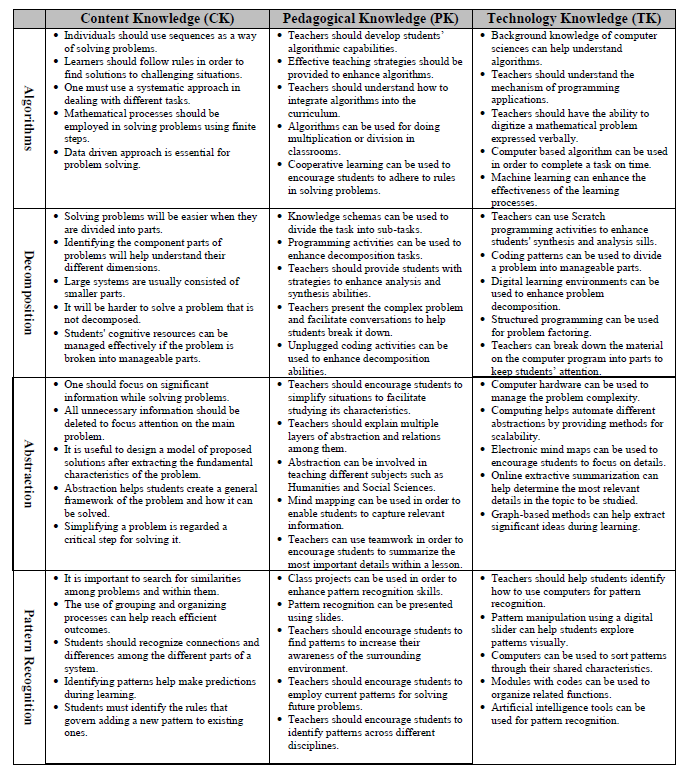 Content Knowledge (CK)
Pedagogical Knowledge (PK)
Technology Knowledge (TK)
Algorithms
• Individuals should use sequences as a way
of solving problems.
• Learners should follow rules in order to
find solutions to challenging situations.
• One must use a systematic approach in
dealing with different tasks.
• Mathematical processes should be
employed in solving problems using finite
steps.
• Data driven approach is essential for
problem solving.
• Teachers should develop students'
algorithmic capabilities.
• Effective teaching strategies should be
provided to enhance algorithms.
• Teachers should understand how to
integrate algorithms into the
curriculum.
• Algorithms can be used for doing
multiplication or division in
classrooms.
• Cooperative learning can be used to
encourage students to adhere to rules
in solving problems.
• Background knowledge of computer
sciences can help understand
algorithms.
• Teachers should understand the
mechanism of programming
applications.
• Teachers should have the ability to
digitize a mathematical problem
expressed verbally.
• Computer based algorithm can be used
in order to complete a task on time.
• Machine learning can enhance the
effectiveness of the learning
processes.
Decomposition
• Solving problems will be easier when they
are divided into parts.
• Identifying the component parts of
problems will help understand their
different dimensions.
• Large systems are usually consisted of
smaller parts.
• It will be harder to solve a problem that is
not decomposed.
• Students' cognitive resources can be
managed effectively if the problem is
broken into manageable parts.
• Knowledge schemas can be used to
divide the task into sub-tasks.
• Programming activities can be used to
enhance decomposition tasks.
• Teachers should provide students with
strategies to enhance analysis and
synthesis abilities.
• Teachers present the complex problem
and facilitate conversations to help
students break it down.
• Unplugged coding activities can be
used to enhance decomposition
abilities.
• Teachers can use Scratch
programming activities to enhance
students' synthesis and analysis sills.
• Coding patterns can be used to divide
a problem into manageable parts.
• Digital learning environments can be
used to enhance problem
decomposition.
• Structured programming can be used
for problem factoring.
• Teachers can break down the material
on the computer program into parts to
keep students' attention.
Abstraction
• One should focus on significant
information while solving problems.
• All unnecessary information should be
deleted to focus attention on the main
problem.
• It is useful to design a model of proposed
solutions after extracting the fundamental
characteristics of the problem.
• Abstraction helps students create a general
framework of the problem and how it can
be solved.
• Simplifying a problem is regarded a
critical step for solving it.
• Teachers should encourage students to
simplify situations to facilitate
studying its characteristics.
• Teachers should explain multiple
layers of abstraction and relations
among them.
• Abstraction can be involved in
teaching different subjects such as
Humanities and Social Sciences.
• Mind mapping can be used in order to
enable students to capture relevant
information.
• Teachers can use teamwork in order to
encourage students to summarize the
most important details within a lesson.
• Computer hardware can be used to
manage the problem complexity.
• Computing helps automate different
abstractions by providing methods for
scalability.
• Electronic mind maps can be used to
encourage students to focus on details.
• Online extractive summarization can
help determine the most relevant
details in the topic to be studied.
• Graph-based methods can help extract
significant ideas during learning.
Pattern Recognition
• It is important to search for similarities
among problems and within them.
• The use of grouping and organizing
processes can help reach efficient
outcomes.
• Students should recognize connections and
differences among the different parts of a
system.
• Identifying patterns help make predictions
during learning.
• Students must identify the rules that
govern adding a new pattern to existing
ones.
• Class projects can be used in order to
enhance pattern recognition skills.
• Pattern recognition can be presented
using slides.
• Teachers should encourage students to
find patterns to increase their
awareness of the surrounding
environment.
• Teachers should encourage students to
employ current patterns for solving
future problems.
• Teachers should encourage students to
identify patterns across different
disciplines.
• Teachers should help students identify
how to use computers for pattern
recognition.
• Pattern manipulation using a digital
slider can help students explore
patterns visually.
• Computers can be used to sort patterns
through their shared characteristics.
• Modules with codes can be used to
organize related functions.
• Artificial intelligence tools can be
used for pattern recognition.